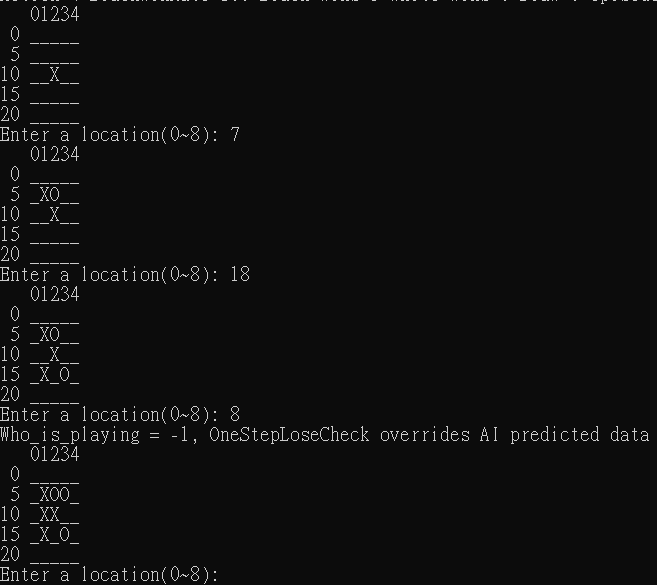 01234
 0 _____
 5 _____
10 __X__
15 _____
20 _____
Enter a location(0~8): 7
   01234
 0 _____
 5 _XO__
10 __X__
15 _____
20 _____
Enter a location(0~8): 18
   01234
 0 _____
 5 _XO__
10 __X__
15 _X_O_
20 _____
Enter a location(0~8): 8
Who_is_playing = -1, OneStepLoseCheck overrides AI predicted data
   01234
 0 _____
 5 _XOO_
10 _XX__
15 _X_O_
20 _____
Enter a location(0~8):